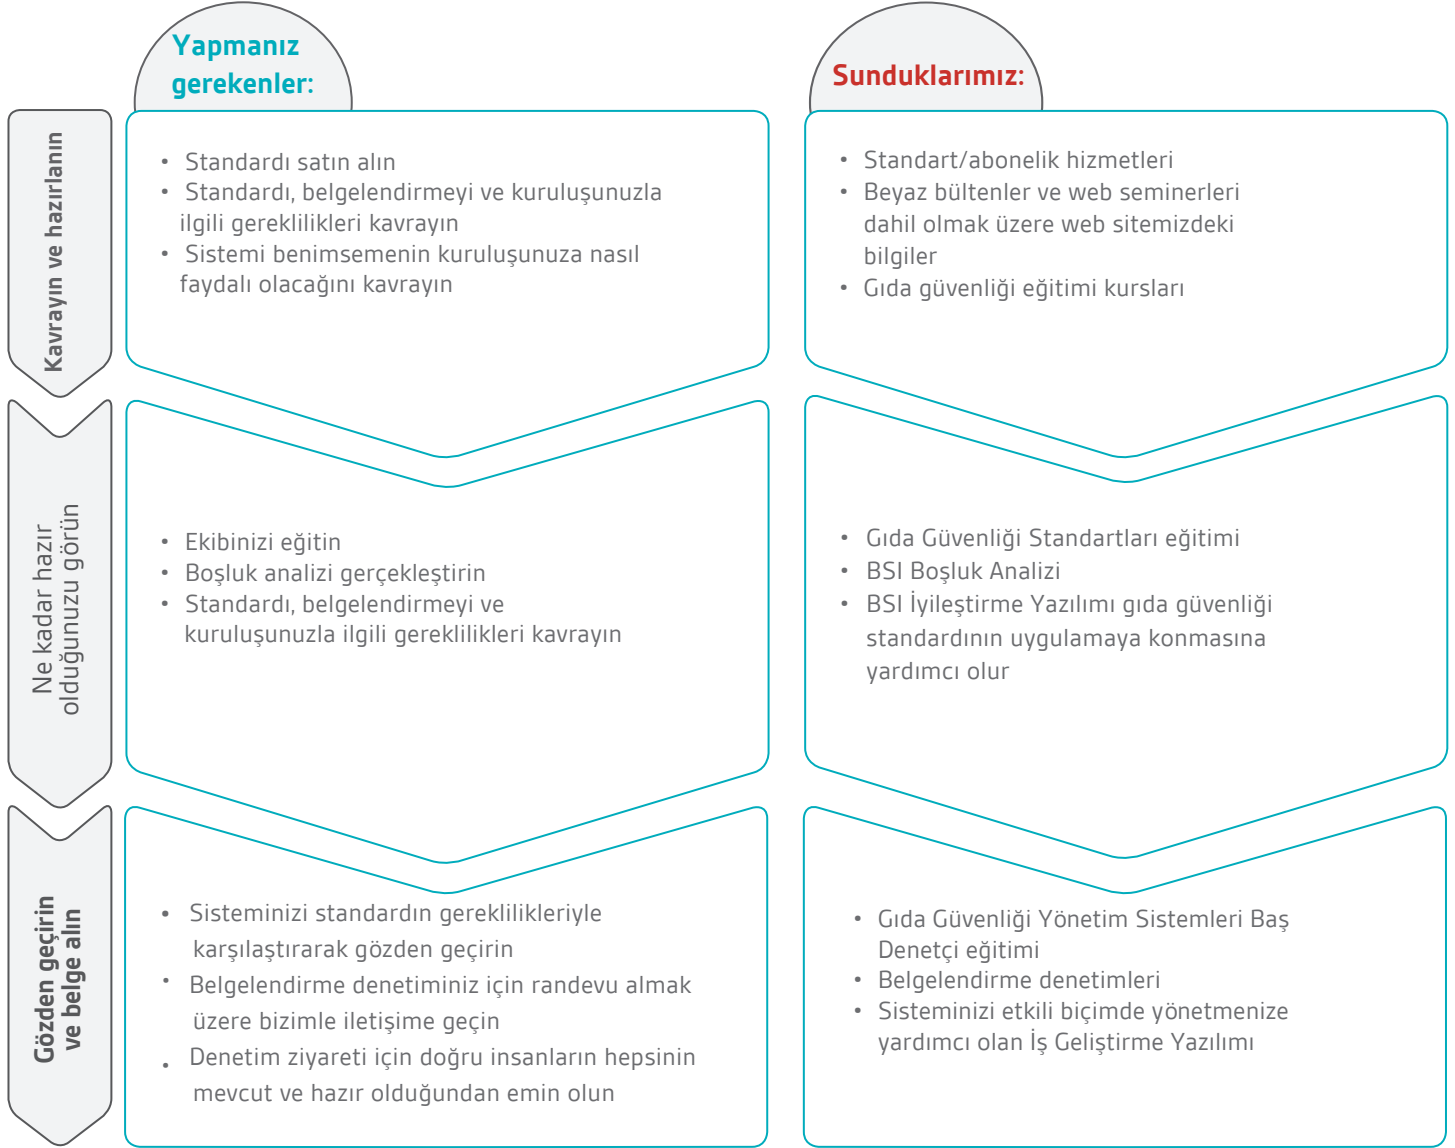 Yapmanız
gerekenler:
Sunduklarımız:
Kavrayın ve hazırlanın
• Standardı satın alın
• Standardı, belgelendirmeyi ve kuruluşunuzla
ilgili gereklilikleri kavrayın
• Sistemi benimsemenin kuruluşunuza nasıl
faydalı olacağını kavrayın
• Standart/abonelik hizmetleri
• Beyaz bültenler ve web seminerleri
dahil olmak üzere web sitemizdeki
bilgiler
• Gıda güvenliği eğitimi kursları
Ne kadar hazır
olduğunuzu görün
• Ekibinizi eğitin
• Boşluk analizi gerçekleştirin
• Standardı, belgelendirmeyi ve
kuruluşunuzla ilgili gereklilikleri kavrayın
• Gıda Güvenliği Standartları eğitimi
• BSI Boşluk Analizi
• BSI İyileştirme Yazılımı gıda güvenliği
standardının uygulamaya konmasına
yardımcı olur
Gözden geçirin
ve belge alın
• Sisteminizi standardın gereklilikleriyle
karşılaştırarak gözden geçirin
• Belgelendirme denetiminiz için randevu almak
üzere bizimle iletişime geçin
• Denetim ziyareti için doğru insanların hepsinin
mevcut ve hazır olduğundan emin olun
• Gıda Güvenliği Yönetim Sistemleri Baş
Denetçi eğitimi
• Belgelendirme denetimleri
• Sisteminizi etkili biçimde yönetmenize
yardımcı olan İş Geliştirme Yazılımı